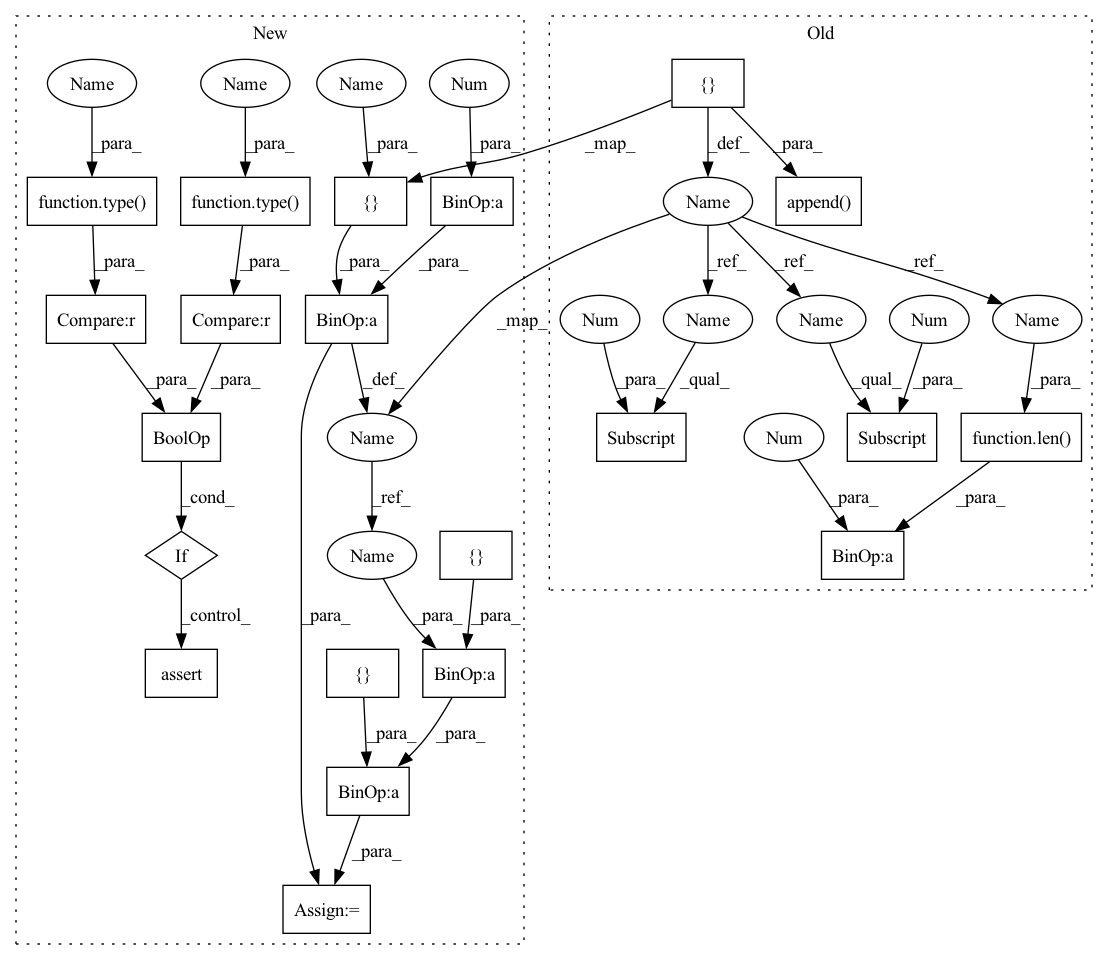 New
Old
Name
Name
Name
Num
{}
_para_
_para_
_para_
_para_
_map_
_def_
_para_
function.type()
function.type()
{}
BinOp:a
Name
append()
_para_
_para_
_para_
_para_
_ref_
_ref_
_ref_
Compare:r
Compare:r
BinOp:a
_map_
Num
Name
Name
Num
Name
_para_
_para_
_def_
_para_
_qual_
_qual_
_para_
_para_
BoolOp
Name
Subscript
Num
Subscript
function.len()
_cond_
_ref_
_para_
_para_
If
Name
{}
BinOp:a
_control_
_para_
_para_
_para_
assert
{}
BinOp:a
_para_
_para_
BinOp:a
_para_
Assign:=